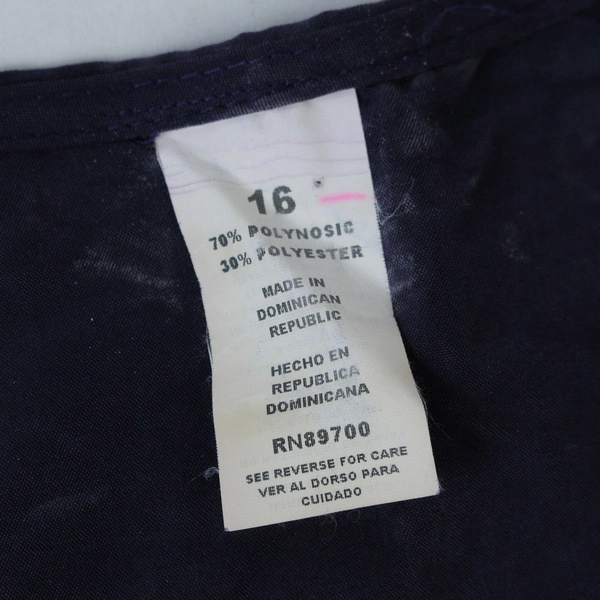 16
70% POLYNOSIC
30% POLYESTER
MADE IN
DOMINICAN
REPUBLIC
HECHO EN
REPUBLICA
DOMINICANA
RN89700
SEE REVERSE FOR CARE
VER AL DORSO PARA
CUIDADO